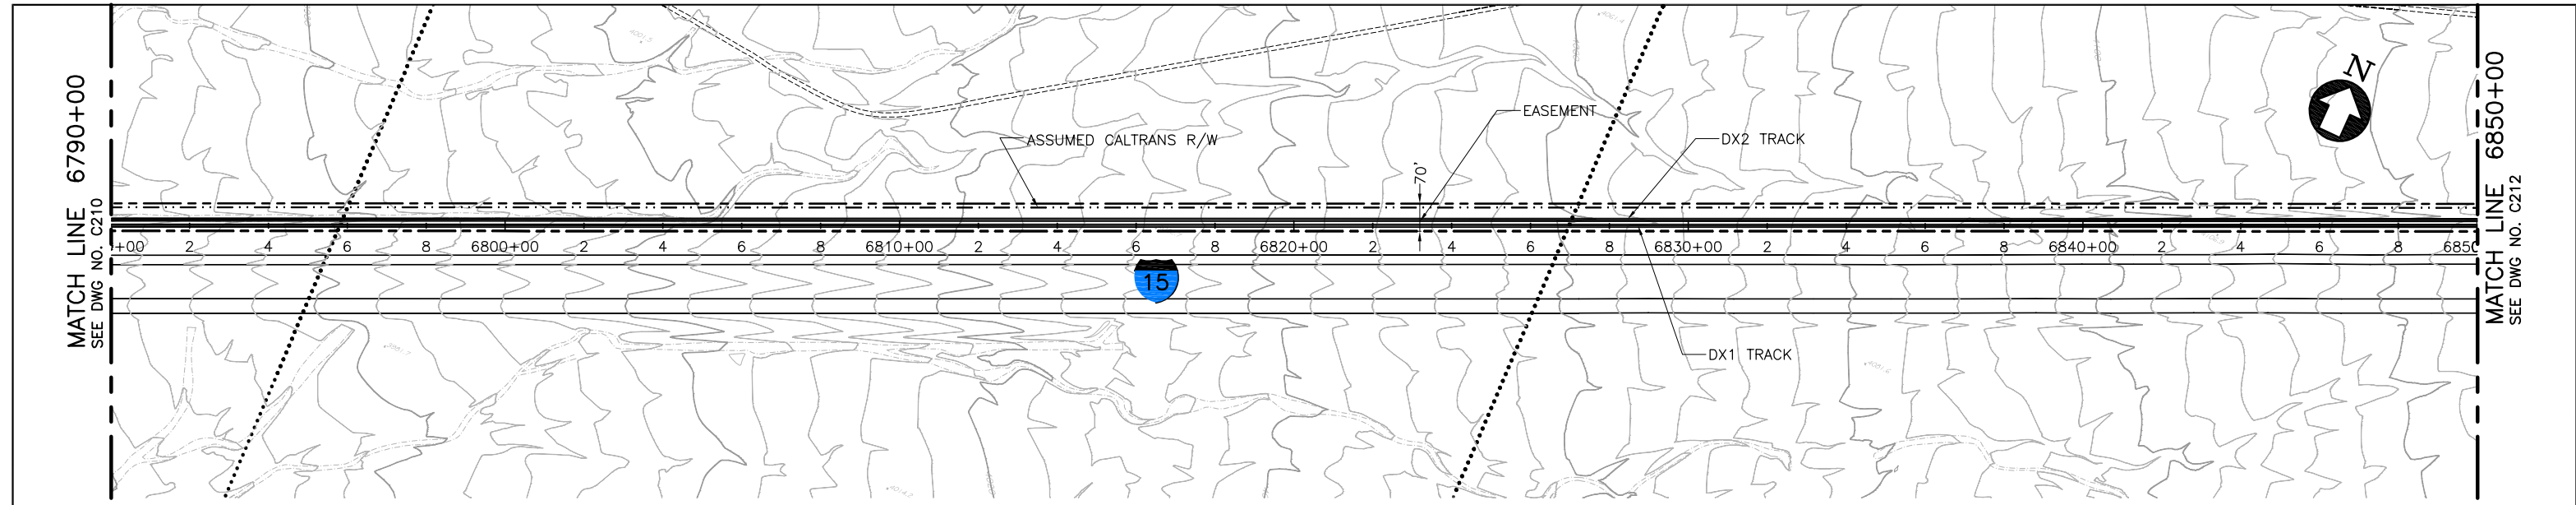 MATCH LINE 6790+00
SEE DWG NO. C210
ASSUMED CALTRANS R/W
70'
EASEMENT
DX2 TRACK
N
+00 2 4 6 8 6800+00 2 4 6 8 6810+00 2 4 6 8 6820+00 2 4 6 8 6830+00 2 4 6 8 6840+00 2 4 6 8 6850
15
DX1 TRACK
MATCH LINE 6850+00
SEE DWG NO. C212